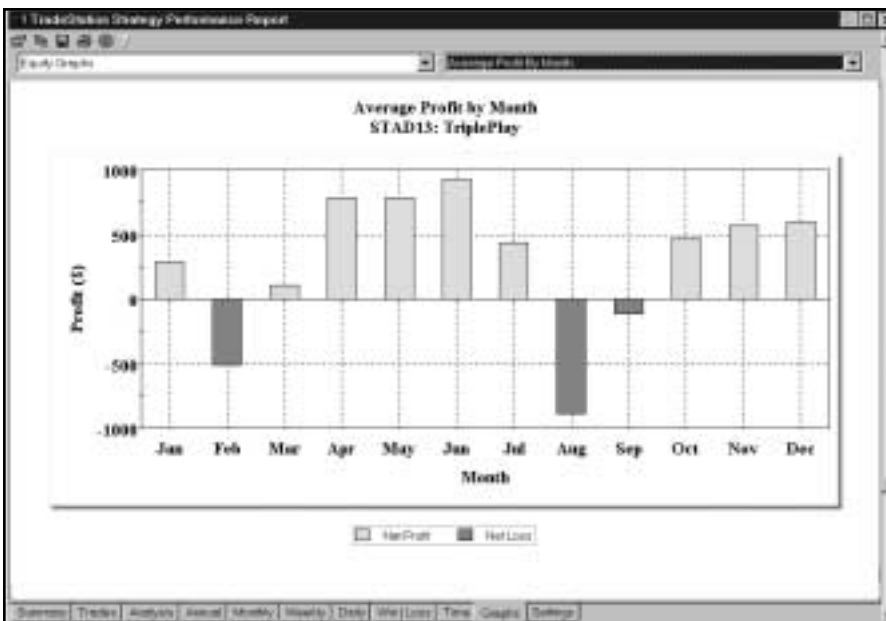 TradeStation Strategy Performance Report
Equity Graphs
Average Profit By Month
Average Profit by Month
STAD13: TriplePlay
1000
500
0
-500
-1000
Profit ($)
Jan Feb Mar Apr May Jun Jul Aug Sep Oct Nov Dec
Month
Net Profit Net Loss
Summary Trades Analysis Annual Monthly Weekly Daily Win/Loss Time Graphs Settings